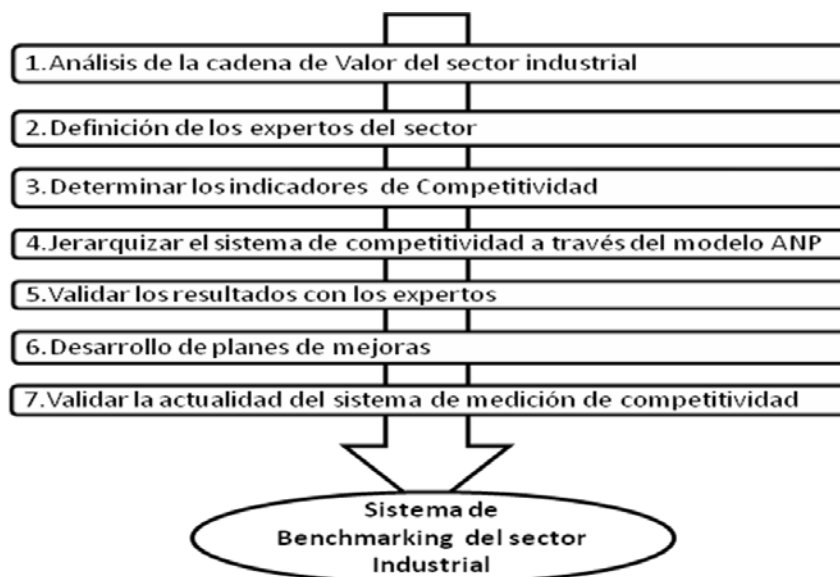 1. Análisis de la cadena de Valor del sector industrial
2. Definición de los expertos del sector
3. Determinar los indicadores de Competitividad
4. Jerarquizar el sistema de competitividad a través del modelo ANP
5. Validar los resultados con los expertos
6. Desarrollo de planes de mejoras
7. Validar la actualidad del sistema de medición de competitividad
Sistema de
Benchmarking del sector
Industrial